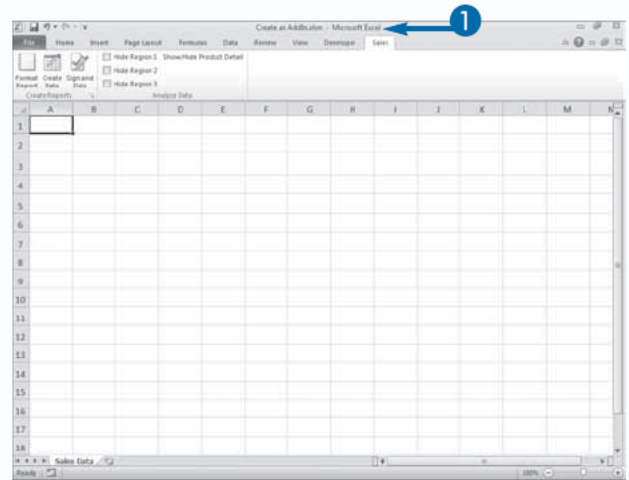 Create an AddIn.xlsm - Microsoft Excel
1
File Home Insert Page Layout Formulas Data Review View Developer Sales
Hide Region 1 Show/Hide Product Detail
Hide Region 2
Hide Region 3
Format Create Sign and
Report Data Data
Create Reports Analyze Data
A B C D E F G H I J K L M N
1
2
3
4
5
6
7
8
9
10
11
12
13
14
15
16
17
18
Sales Data
Ready 100%